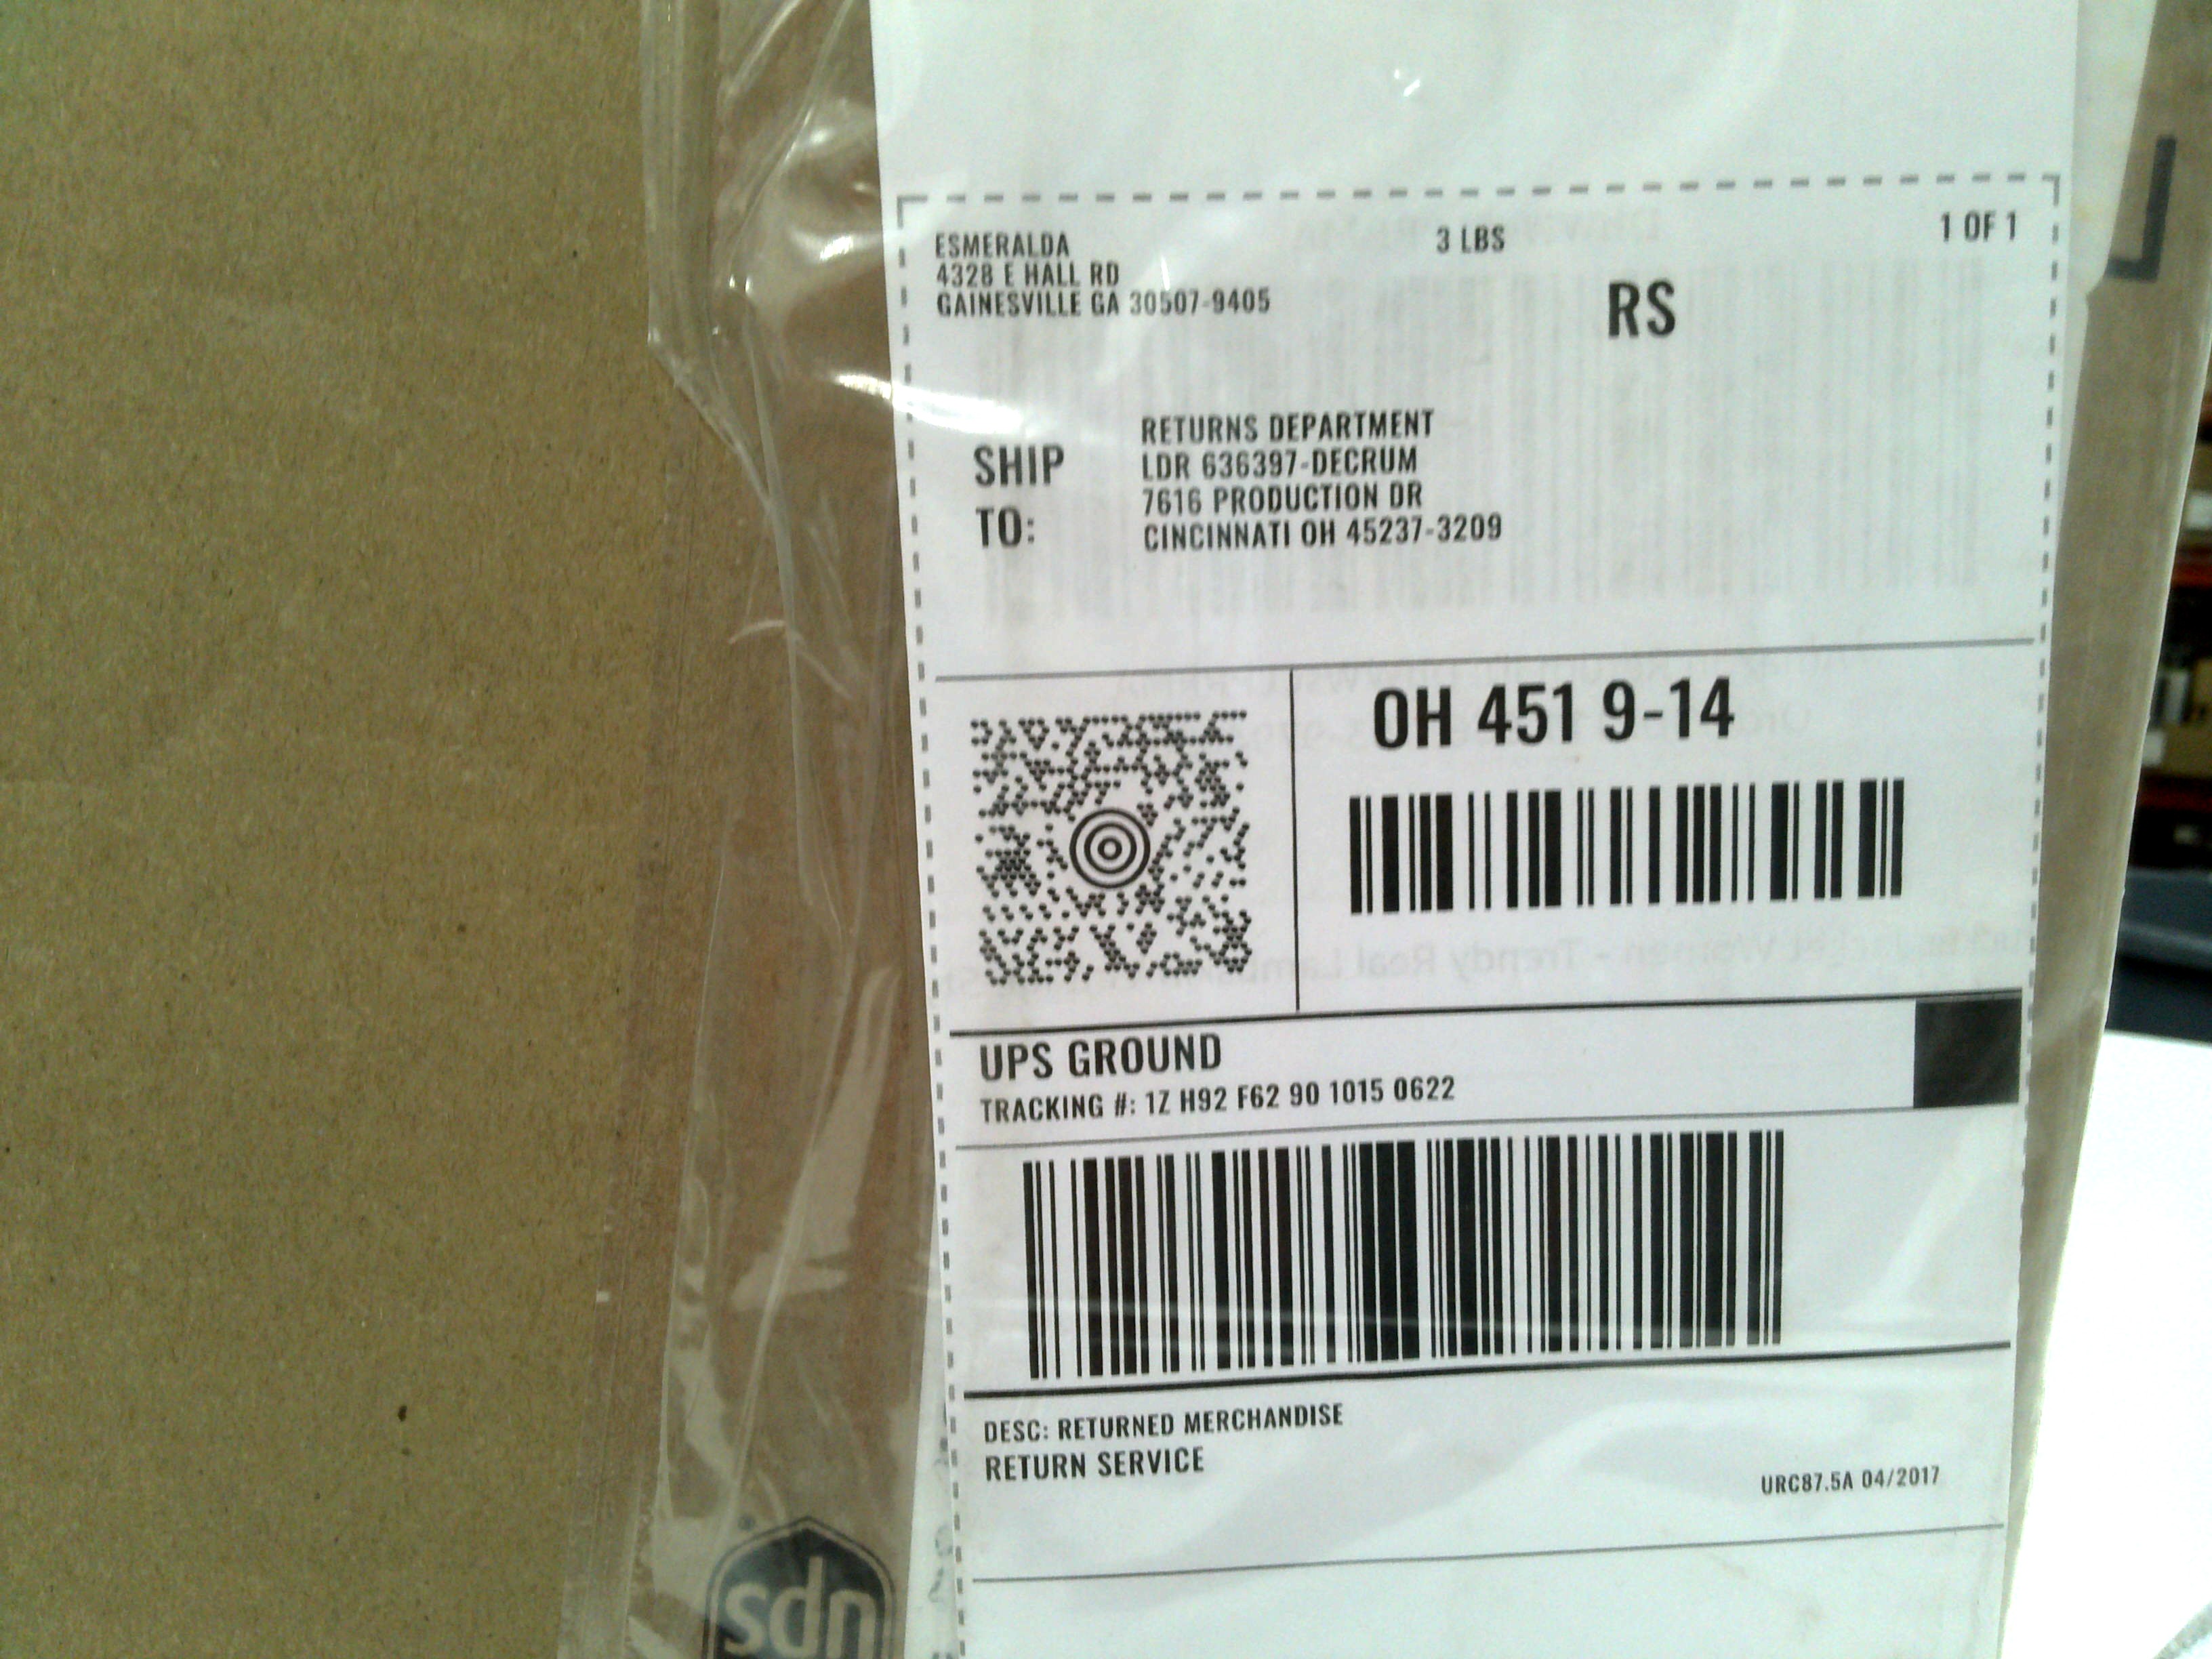 ESMERALDA
4328 E HALL RD
GAINESVILLE GA 30507-9405
3 LBS
1 OF 1
RS
SHIP
TO:
RETURNS DEPARTMENT
LDR 636397-DECRUM
7616 PRODUCTION DR
CINCINNATI OH 45237-3209
OH 451 9-14
UPS GROUND
TRACKING #: 1Z H92 F62 90 1015 0622
DESC: RETURNED MERCHANDISE
RETURN SERVICE
URC87.5A 04/2017
ups